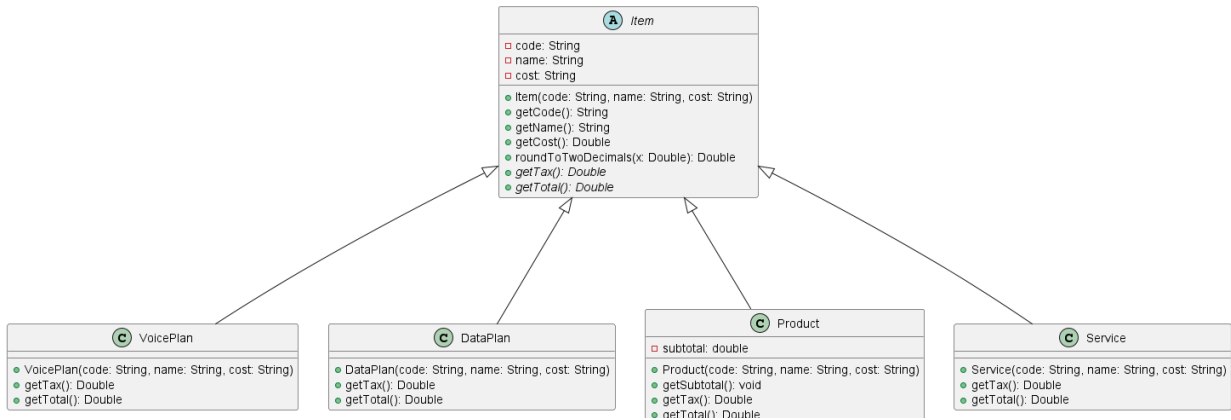 A Item
code: String
name: String
cost: String
Item(code: String, name: String, cost: String)
getCode(): String
getName(): String
getCost(): Double
roundToTwoDecimals(x: Double): Double
getTax(): Double
getTotal(): Double
C VoicePlan
VoicePlan(code: String, name: String, cost: String)
getTax(): Double
getTotal(): Double
C DataPlan
DataPlan(code: String, name: String, cost: String)
getTax(): Double
getTotal(): Double
C Product
subtotal: double
Product(code: String, name: String, cost: String)
getSubtotal(): void
getTax(): Double
getTotal(): Double
C Service
Service(code: String, name: String, cost: String)
getTax(): Double
getTotal(): Double